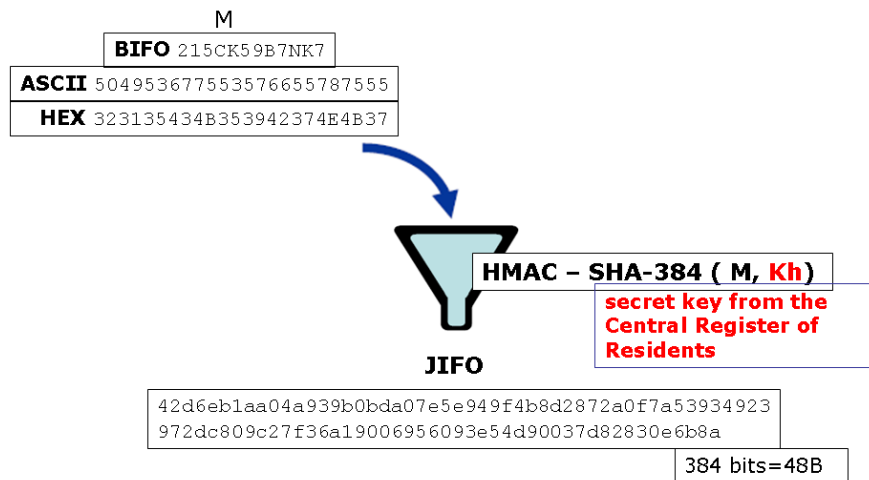 M
BIFO 215CK59B7NK7
ASCII 504953677553576655787555
HEX 323135434B353942374E4B37
HMAC – SHA-384 ( M, Kh)
secret key from the
Central Register of
Residents
JIFO
42d6eb1aa04a939b0bda07e5e949f4b8d2872a0f7a53934923
972dc809c27f36a19006956093e54d90037d82830e6b8a
384 bits=48B